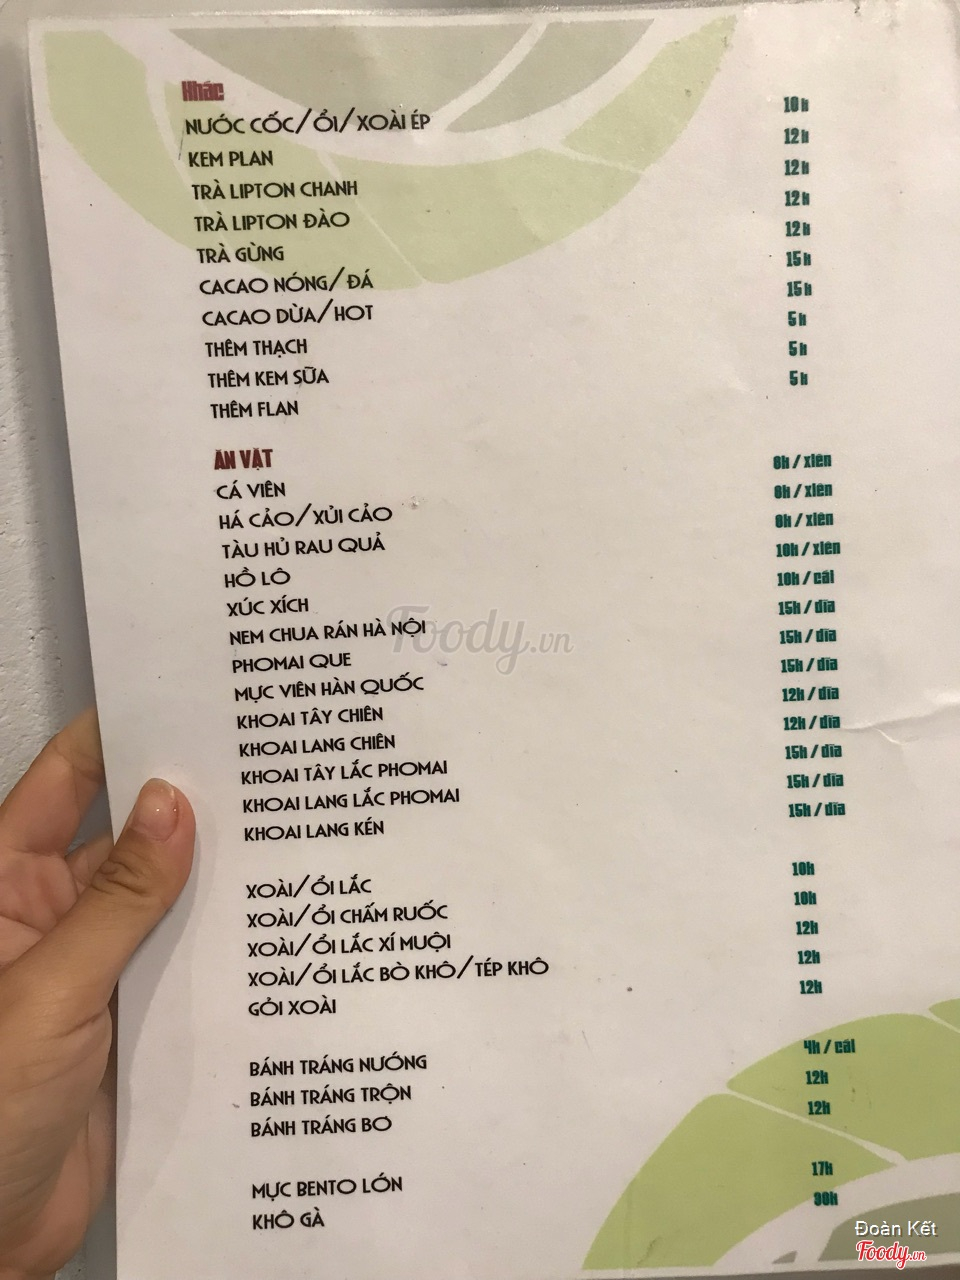 Khác
NƯỚC CỐC/ỔI/XOÀI ÉP 10k
KEM PLAN 12k
TRÀ LIPTON CHANH 12k
TRÀ LIPTON ĐÀO 12k
TRÀ GỪNG 12k
CACAO NÓNG/ĐÁ 15k
CACAO DỪA/HOT 15k
THÊM THẠCH 5k
THÊM KEM SỮA 5k
THÊM FLAN 5k
ĂN VẶT
CÁ VIÊN 8k / xiên
HÁ CẢO/XỦI CẢO 8k / xiên
TÀU HỦ RAU QUẢ 8k / xiên
HỒ LÔ 10k / xiên
XÚC XÍCH 10k / cái
NEM CHUA RÁN HÀ NỘI 15k / dĩa
PHOMAI QUE 15k / dĩa
MỰC VIÊN HÀN QUỐC 15k / dĩa
KHOAI TÂY CHIÊN 12k / dĩa
KHOAI LANG CHIÊN 12k / dĩa
KHOAI TÂY LẮC PHOMAI 15k / dĩa
KHOAI LANG LẮC PHOMAI 15k / dĩa
KHOAI LANG KÉN 15k / dĩa
XOÀI/ỔI LẮC 10k
XOÀI/ỔI CHẤM RUỐC 10k
XOÀI/ỔI LẮC XÍ MUỘI 12k
XOÀI/ỔI LẮC BÒ KHÔ/TÉP KHÔ 12k
GỎI XOÀI 12k
BÁNH TRÁNG NƯỚNG 4k / cái
BÁNH TRÁNG TRỘN 12k
BÁNH TRÁNG BƠ 12k
MỰC BENTO LỚN 17k
KHÔ GÀ 30k
Foody.vn
Đoàn Kết
Foody.vn